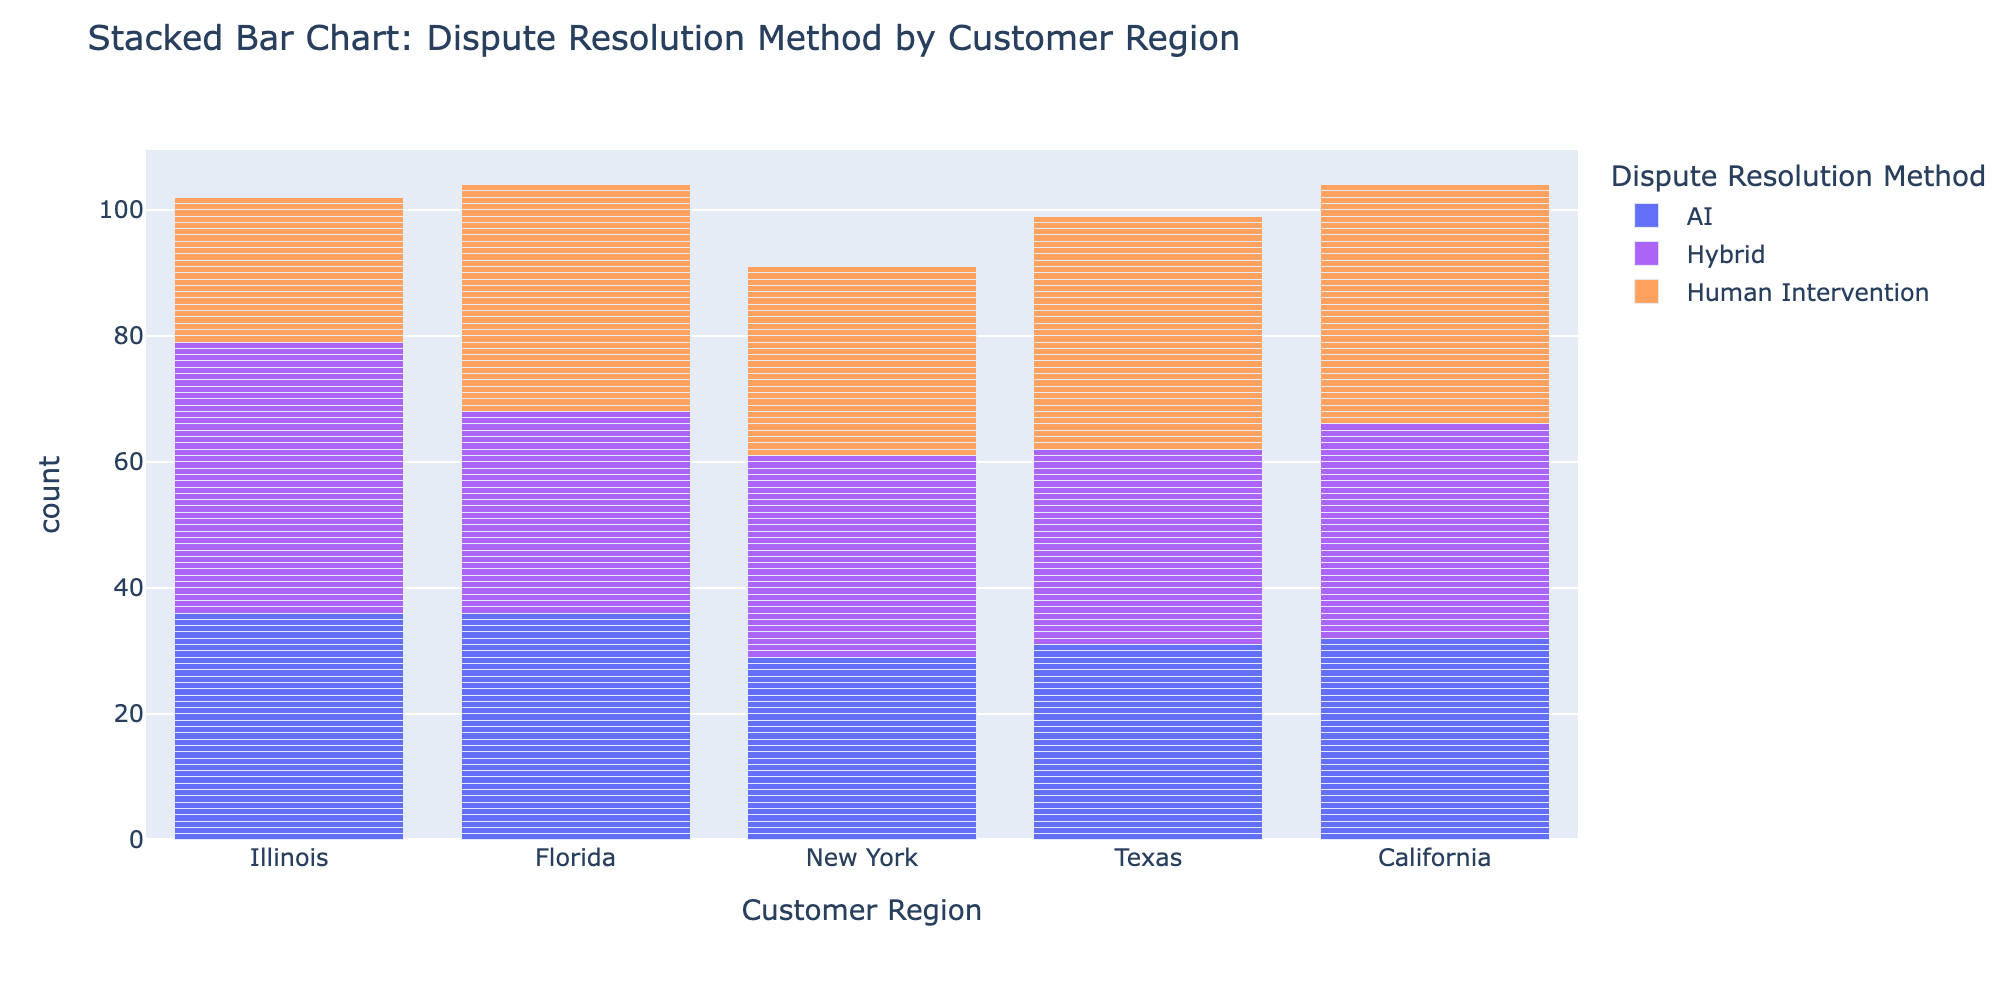 Stacked Bar Chart: Dispute Resolution Method by Customer Region
Dispute Resolution Method
AI
Hybrid
Human Intervention
count
100
80
60
40
20
0
Illinois
Florida
New York
Texas
California
Customer Region